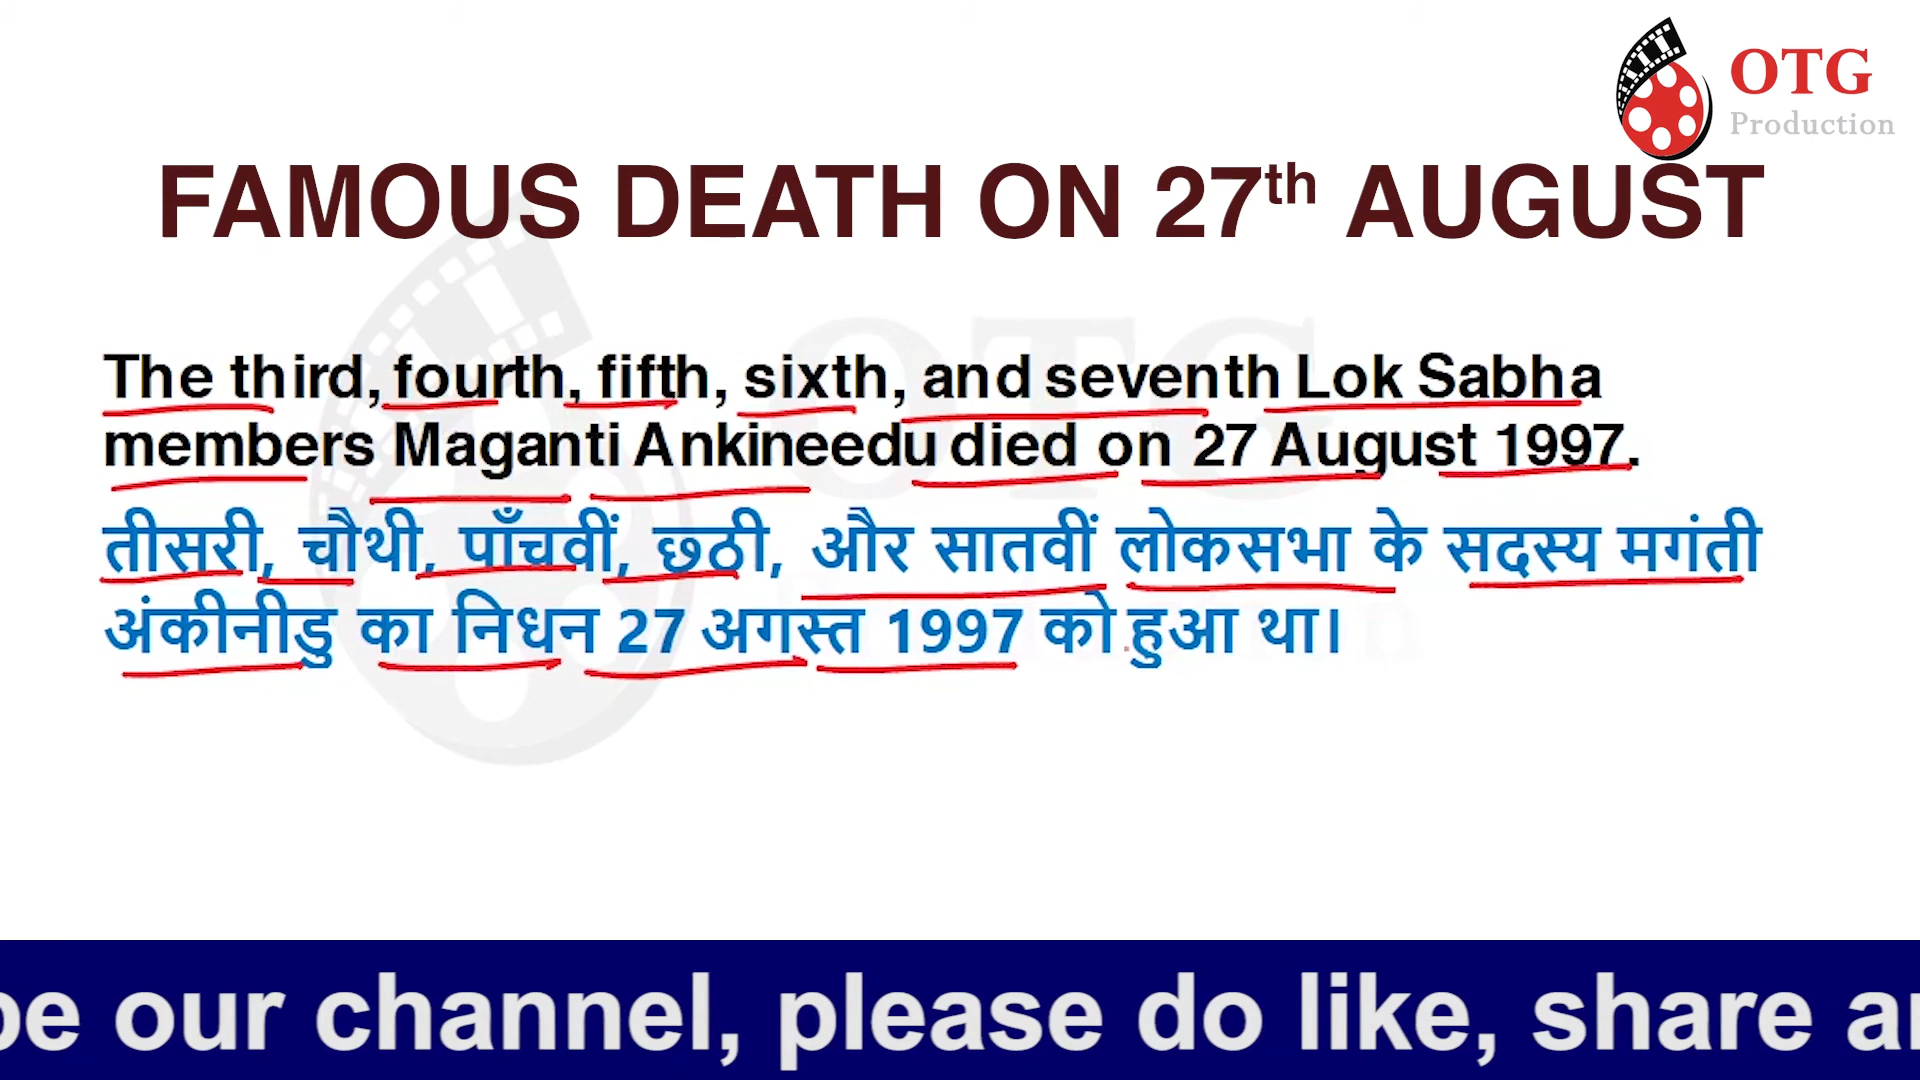 OTG
Production
FAMOUS DEATH ON 27th AUGUST
The third, fourth, fifth, sixth, and seventh Lok Sabha
members Maganti Ankineedu died on 27 August 1997.
तीसरी, चौथी, पाँचवीं, छठी, और सातवीं लोकसभा के सदस्य मगंती
अंकीनीडु का निधन 27 अगस्त 1997 को हुआ था।
be our channel, please do like, share an